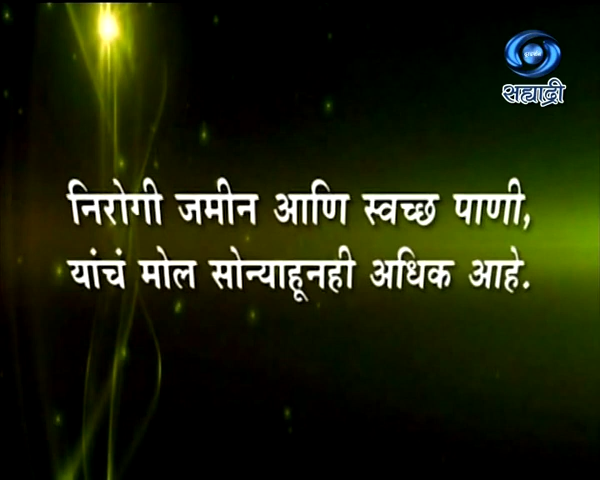 सह्याद्री
निरोगी जमीन आणि स्वच्छ पाणी,
यांचं मोल सोन्याहूनही अधिक आहे.